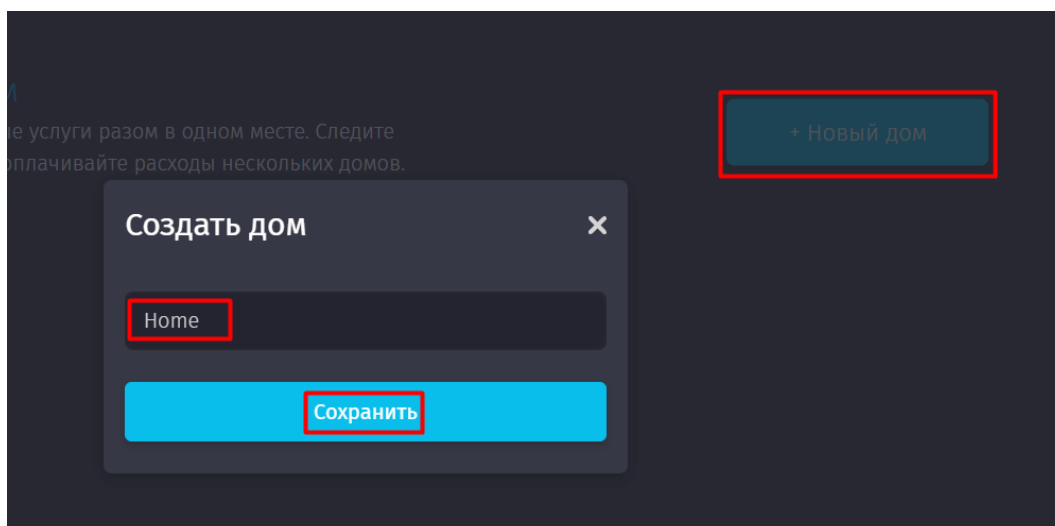 услуги разом в одном месте. Следите
+ Новый дом
оплачивайте расходы нескольких домов.
Создать дом
Home
Сохранить